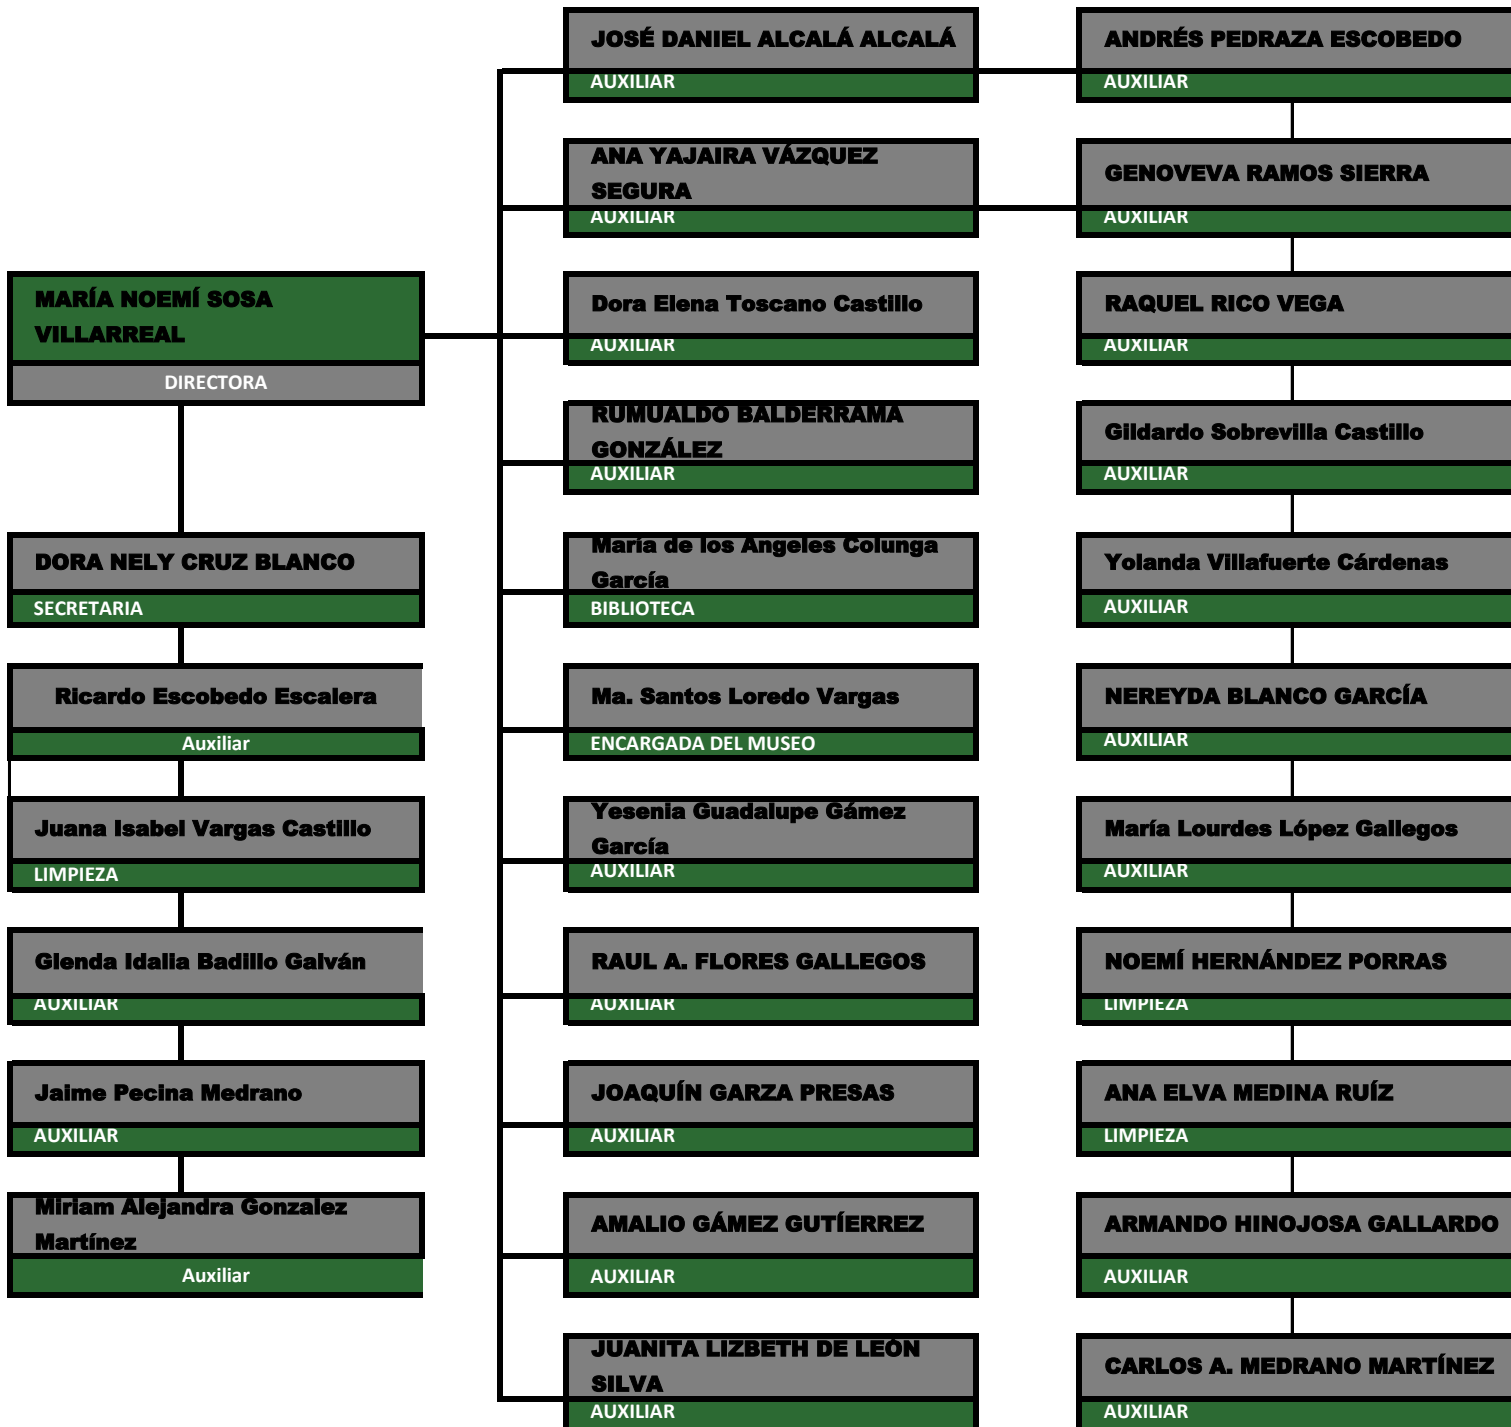 MARÍA NOEMÍ SOSA
VILLARREAL
DIRECTORA
DORA NELY CRUZ BLANCO
SECRETARIA
Ricardo Escobedo Escalera
Auxiliar
Juana Isabel Vargas Castillo
LIMPIEZA
Glenda Idalia Badillo Galván
AUXILIAR
Jaime Pecina Medrano
AUXILIAR
Miriam Alejandra Gonzalez
Martínez
Auxiliar
JOSÉ DANIEL ALCALÁ ALCALÁ
AUXILIAR
ANA YAJAIRA VÁZQUEZ
SEGURA
AUXILIAR
Dora Elena Toscano Castillo
AUXILIAR
RUMUALDO BALDERRAMA
GONZÁLEZ
AUXILIAR
María de los Angeles Colunga
García
BIBLIOTECA
Ma. Santos Loredo Vargas
ENCARGADA DEL MUSEO
Yesenia Guadalupe Gámez
García
AUXILIAR
RAUL A. FLORES GALLEGOS
AUXILIAR
JOAQUÍN GARZA PRESAS
AUXILIAR
AMALIO GÁMEZ GUTÍERREZ
AUXILIAR
JUANITA LIZBETH DE LEÓN
SILVA
AUXILIAR
ANDRÉS PEDRAZA ESCOBEDO
AUXILIAR
GENOVEVA RAMOS SIERRA
AUXILIAR
RAQUEL RICO VEGA
AUXILIAR
Gildardo Sobrevilla Castillo
AUXILIAR
Yolanda Villafuerte Cárdenas
AUXILIAR
NEREYDA BLANCO GARCÍA
AUXILIAR
María Lourdes López Gallegos
AUXILIAR
NOEMÍ HERNÁNDEZ PORRAS
LIMPIEZA
ANA ELVA MEDINA RUÍZ
LIMPIEZA
ARMANDO HINOJOSA GALLARDO
AUXILIAR
CARLOS A. MEDRANO MARTÍNEZ
AUXILIAR